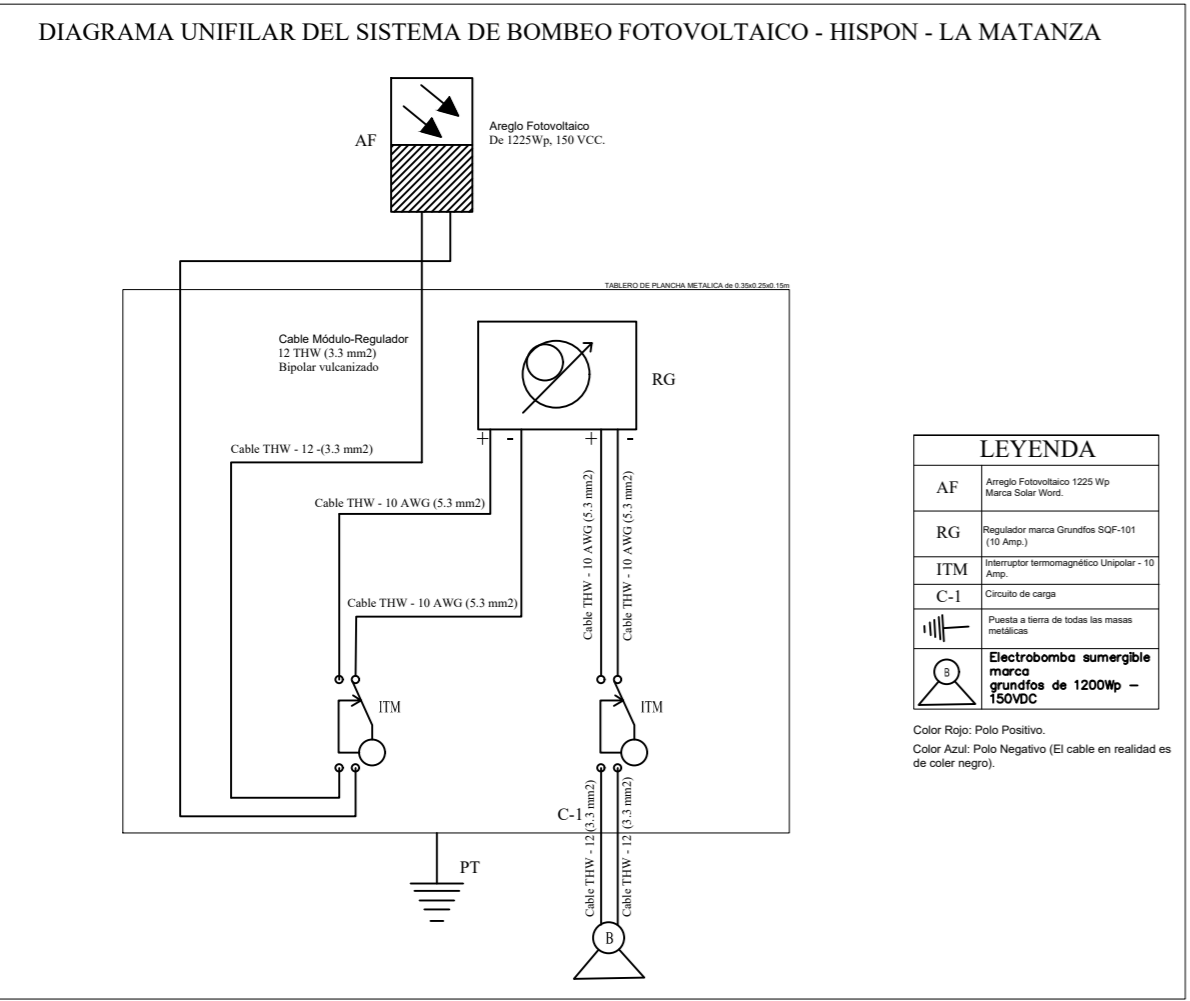 DIAGRAMA UNIFILAR DEL SISTEMA DE BOMBEO FOTOVOLTAICO - HISPON - LA MATANZA
AF
Areglo Fotovoltaico
De 1225Wp, 150 VCC.
TABLERO DE PLANCHA METALICA de 0.35x0.25x0.15m
Cable Módulo-Regulador
12 THW (3.3 mm2)
Bipolar vulcanizado
RG
+ - + -
Cable THW - 12 -(3.3 mm2)
Cable THW - 10 AWG (5.3 mm2)
Cable THW - 10 AWG (5.3 mm2)
Cable THW - 10 AWG (5.3 mm2)
Cable THW - 10 AWG (5.3 mm2)
ITM
ITM
C-1
Cable THW - 12 (3.3 mm2)
Cable THW - 12 (3.3 mm2)
PT
B
LEYENDA
AF
Arreglo Fotovoltaico 1225 Wp
Marca Solar Word.
RG
Regulador marca Grundfos SQF-101
(10 Amp.)
ITM
Interruptor termomagnético Unipolar - 10
Amp.
C-1
Circuito de carga
Puesta a tierra de todas las masas
metálicas
B
Electrobomba sumergible
marca
grundfos de 1200Wp –
150VDC
Color Rojo: Polo Positivo.
Color Azul: Polo Negativo (El cable en realidad es
de coler negro).